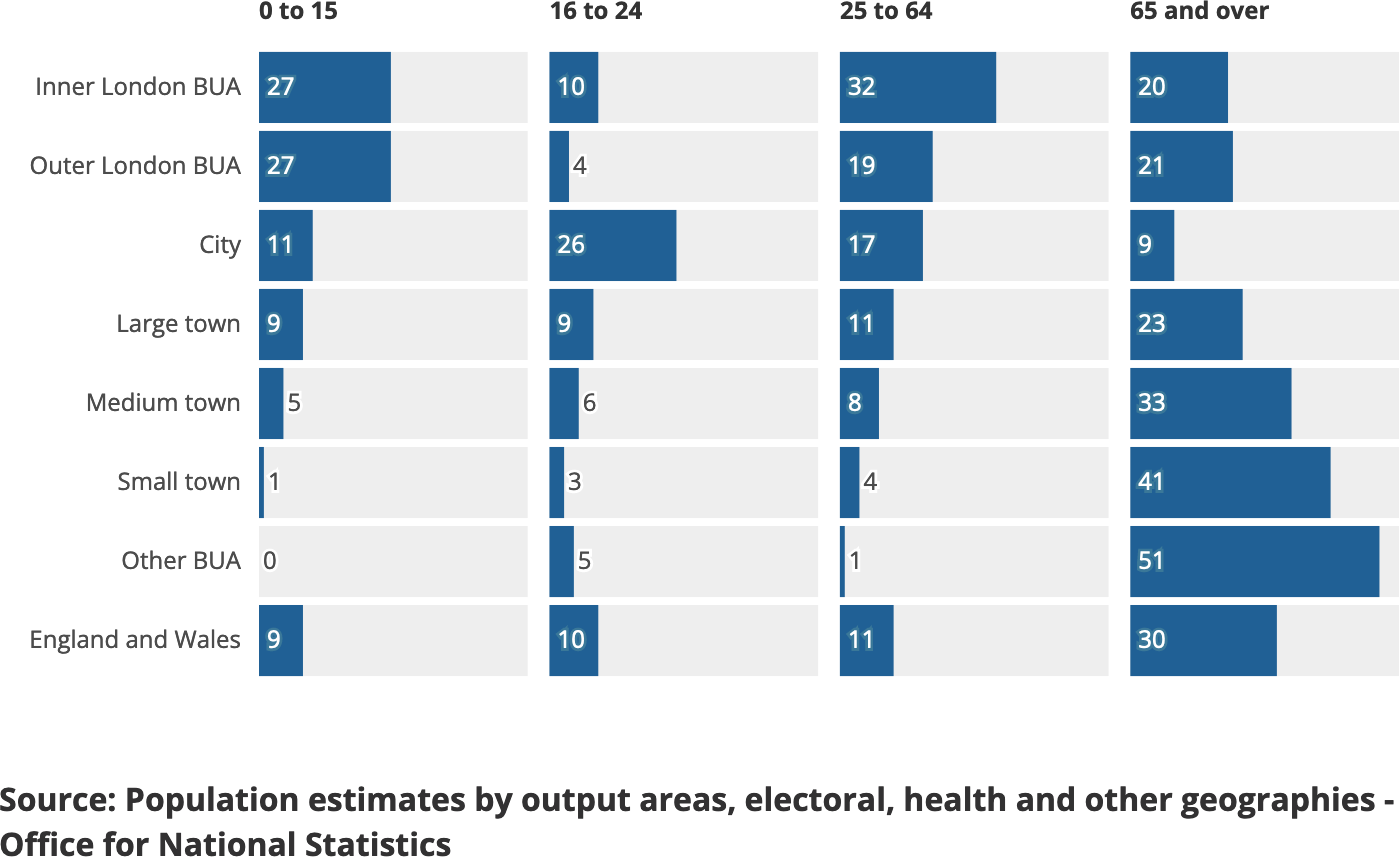 0 to 15 16 to 24 25 to 64 65 and over
Inner London BUA 27 10 32 20
Outer London BUA 27 4 19 21
City 11 26 17 9
Large town 9 9 11 23
Medium town 5 6 8 33
Small town 1 3 4 41
Other BUA 0 5 1 51
England and Wales 9 10 11 30
Source: Population estimates by output areas, electoral, health and other geographies -
Office for National Statistics